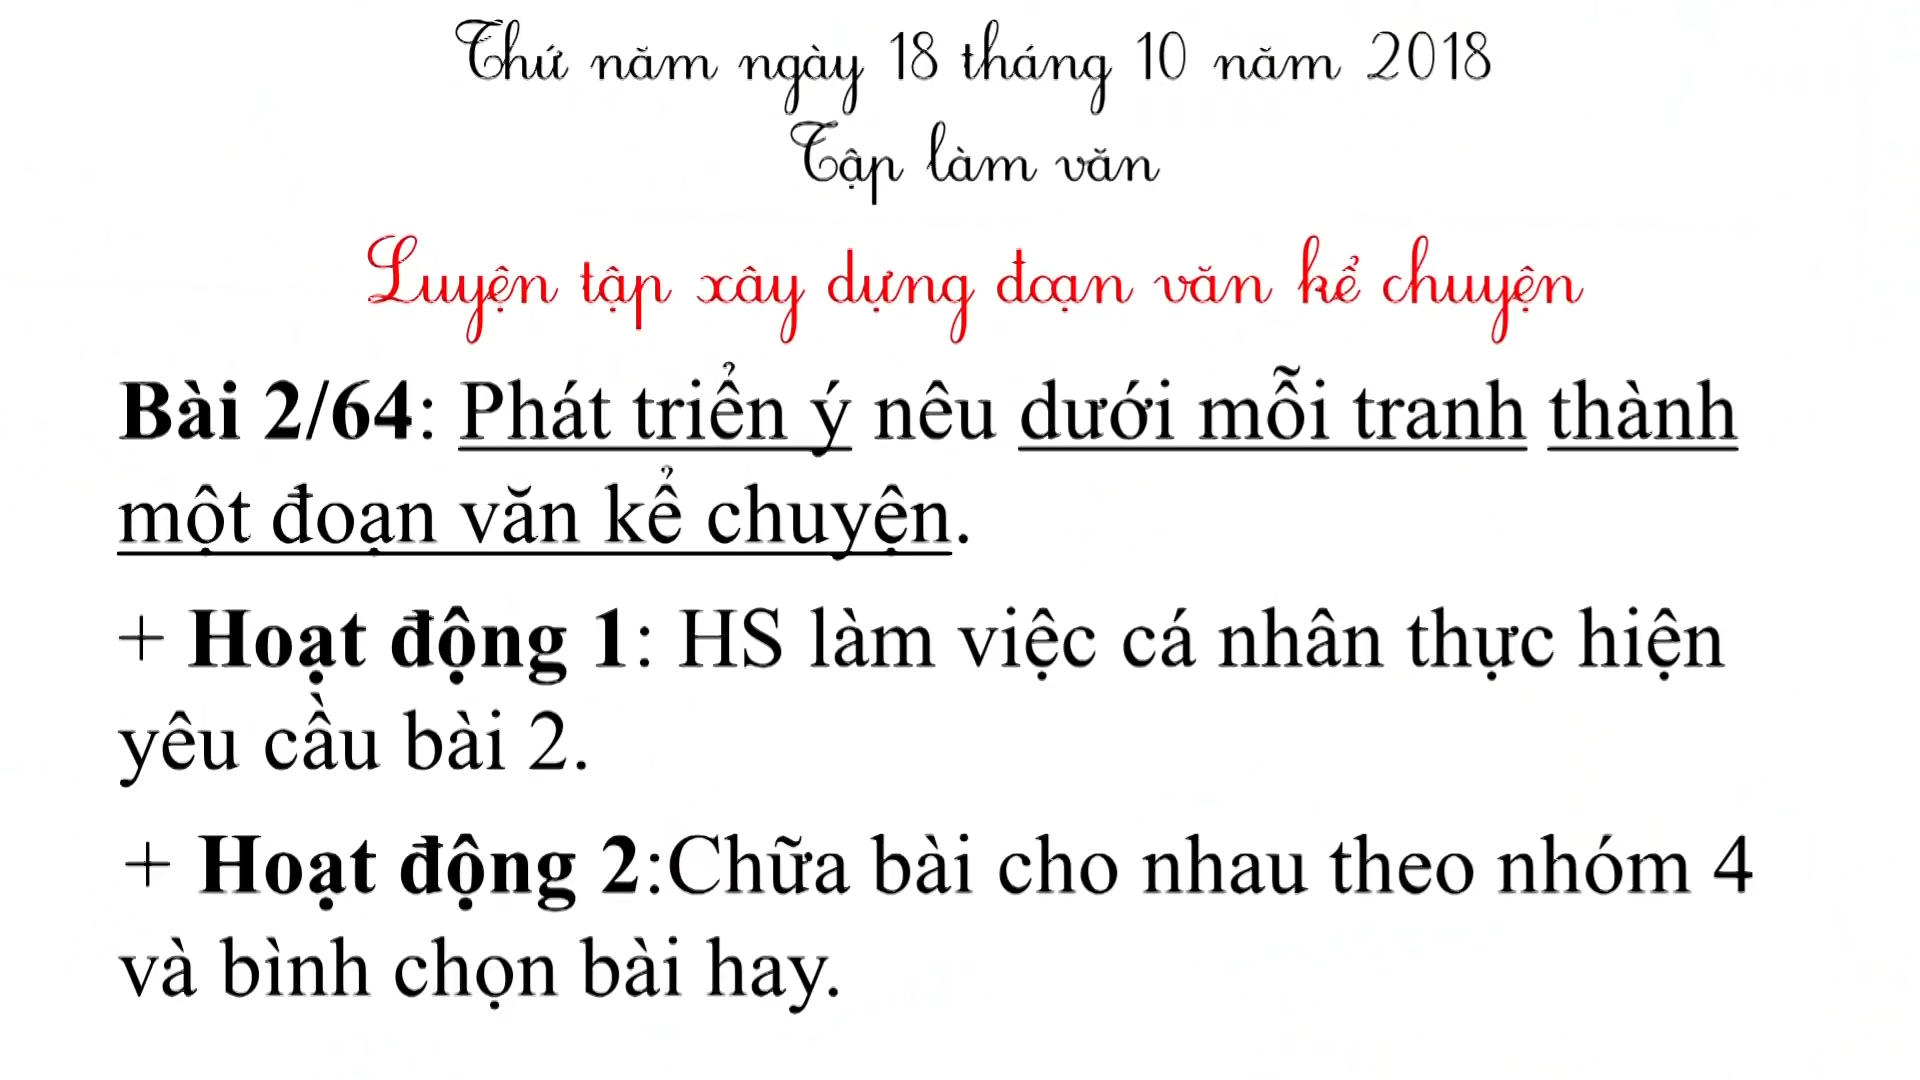 Thứ năm ngày 18 tháng 10 năm 2018
Tập làm văn
Luyện tập xây dựng đoạn văn kể chuyện
Bài 2/64: Phát triển ý nêu dưới mỗi tranh thành
một đoạn văn kể chuyện.
+ Hoạt động 1: HS làm việc cá nhân thực hiện
yêu cầu bài 2.
+ Hoạt động 2:Chữa bài cho nhau theo nhóm 4
và bình chọn bài hay.